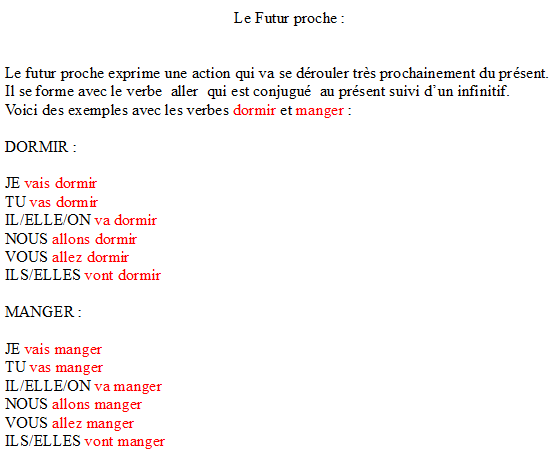 Le Futur proche :
Le futur proche exprime une action qui va se dérouler très prochainement du présent.
Il se forme avec le verbe  aller  qui est conjugué  au présent suivi d'un infinitif.
Voici des exemples avec les verbes dormir et manger :
DORMIR :
JE vais dormir
TU vas dormir
IL/ELLE/ON va dormir
NOUS allons dormir
VOUS allez dormir
ILS/ELLES vont dormir
MANGER :
JE vais manger
TU vas manger
IL/ELLE/ON va manger
NOUS allons manger
VOUS allez manger
ILS/ELLES vont manger